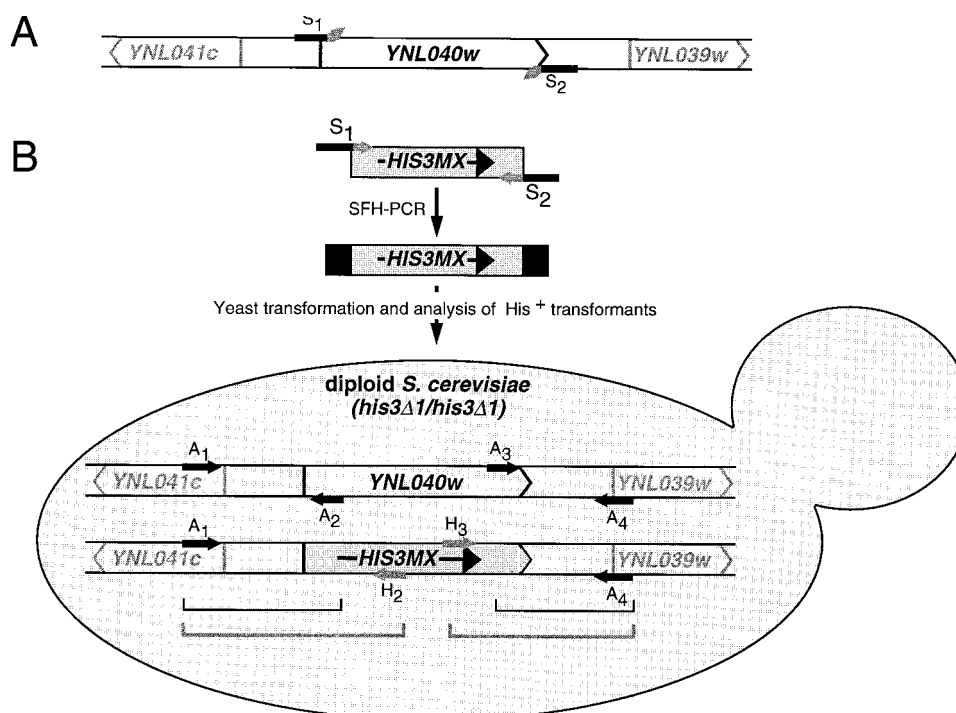 A
S1
YNL041c
YNL040w
YNL039w
S2
B
S1
-HIS3MX
S2
SFH-PCR
-HIS3MX
Yeast transformation and analysis of His + transformants
diploid S. cerevisiae
(his3Δ1/his3Δ1)
A1
A3
YNL041c
YNL040w
YNL039w
A2
A4
A1
H3
YNL041c
HIS3MX
YNL039w
H2
A4